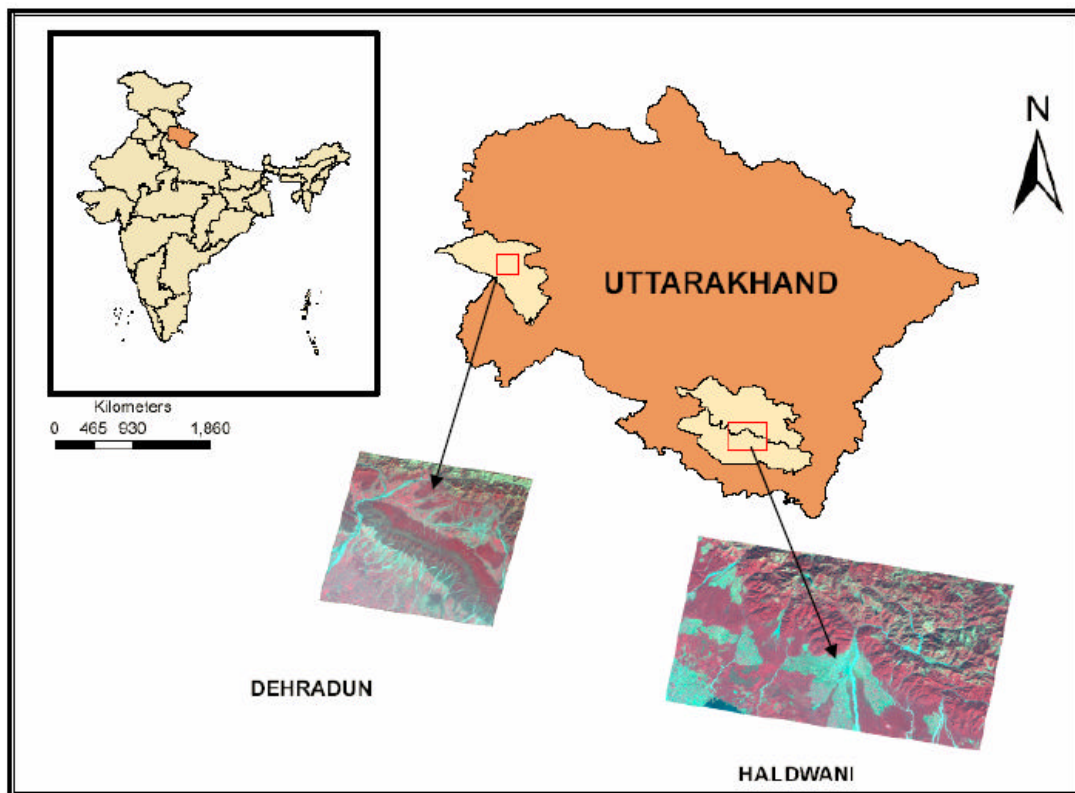 N
UTTARAKHAND
Kilometers
0 465 930 1,860
DEHRADUN
HALDWANI